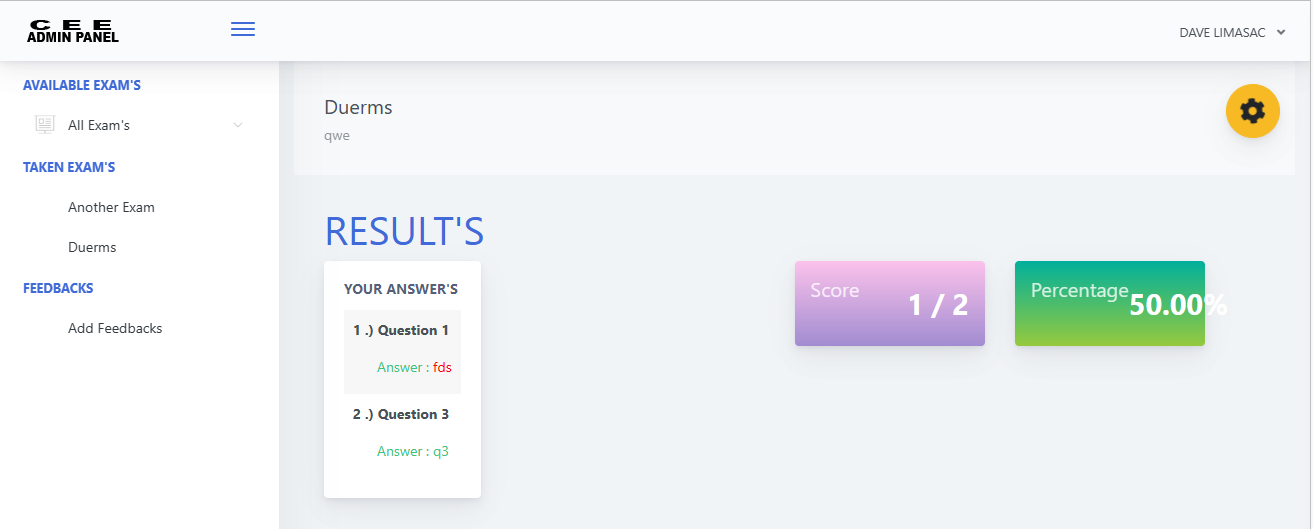 CEE
ADMIN PANEL
DAVE LIMASAC
AVAILABLE EXAM'S
All Exam's
TAKEN EXAM'S
Another Exam
Duerms
FEEDBACKS
Add Feedbacks
Duerms
qwe
RESULT'S
YOUR ANSWER'S
1 .) Question 1
Answer : fds
2 .) Question 3
Answer : q3
Score
1 / 2
Percentage
50.00%